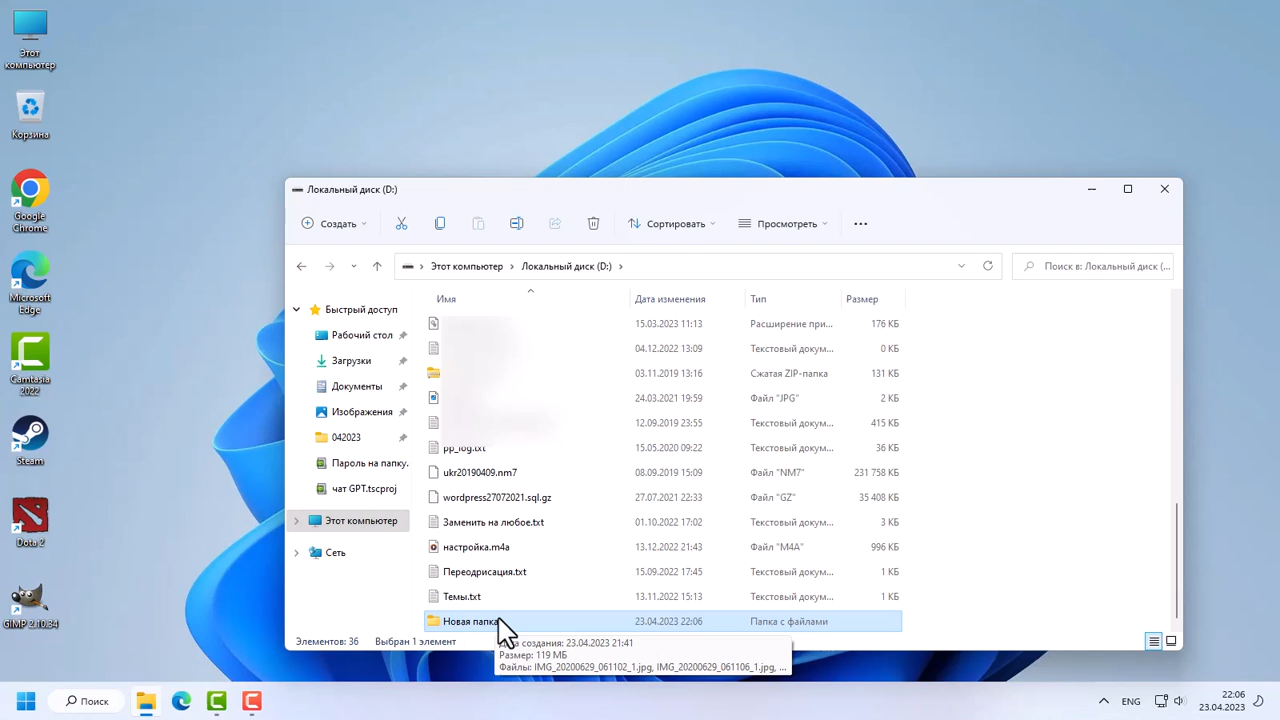 Этот
компьютер
Корзина
Google
Chrome
Microsoft
Edge
Camtasia
2022
Steam
Dota 2
GIMP 2.10.34
Локальный диск (D:)
Создать
Сортировать
Просмотреть
Этот компьютер
Локальный диск (D:)
Поиск в: Локальный диск (...
Быстрый доступ
Рабочий стол
Загрузки
Документы
Изображения
042023
Пароль на папку.
чат GPT.tscproj
Этот компьютер
Сеть
Имя Дата изменения Тип Размер
15.03.2023 11:13 Расширение при... 176 КБ
04.12.2022 13:09 Текстовый докум... 0 КБ
03.11.2019 13:16 Сжатая ZIP-папка 131 КБ
24.03.2021 19:59 Файл "JPG" 2 КБ
12.09.2019 23:55 Текстовый докум... 415 КБ
pp_log.txt 15.05.2020 09:22 Текстовый докум... 36 КБ
ukr20190409.nm7 08.09.2019 15:09 Файл "NM7" 231 758 КБ
wordpress27072021.sql.gz 27.07.2021 22:33 Файл "GZ" 35 408 КБ
Заменить на любое.txt 01.10.2022 17:02 Текстовый докум... 3 КБ
настройка.m4a 13.12.2022 21:43 Файл "M4A" 996 КБ
Переодрисация.txt 15.09.2022 17:45 Текстовый докум... 1 КБ
Темы.txt 13.11.2022 15:13 Текстовый докум... 1 КБ
Новая папка 23.04.2023 22:06 Папка с файлами
Элементов: 36 Выбран 1 элемент
создания: 23.04.2023 21:41
Размер: 119 МБ
Файлы: IMG_20200629_061102_1.jpg, IMG_20200629_061106_1.jpg, ...
Поиск
ENG
22:06
23.04.2023